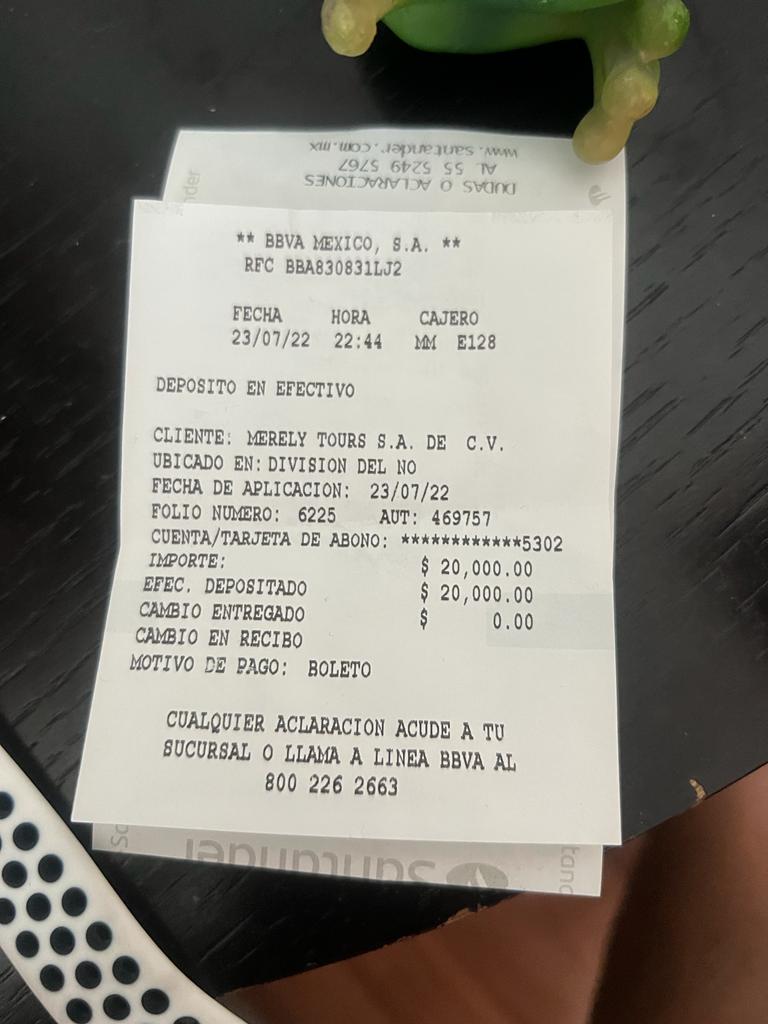 www.santander.com.mx
AL 55 5249 5767
DUDAS O ACLARACIONES
nder
** BBVA MEXICO, S.A. **
RFC BBA830831LJ2
FECHA HORA CAJERO
23/07/22 22:44 MM E128
DEPOSITO EN EFECTIVO
CLIENTE: MERELY TOURS S.A. DE C.V.
UBICADO EN: DIVISION DEL NO
FECHA DE APLICACION: 23/07/22
FOLIO NUMERO: 6225 AUT: 469757
CUENTA/TARJETA DE ABONO: ************5302
IMPORTE: $ 20,000.00
EFEC. DEPOSITADO $ 20,000.00
CAMBIO ENTREGADO $ 0.00
CAMBIO EN RECIBO
MOTIVO DE PAGO: BOLETO
CUALQUIER ACLARACION ACUDE A TU
SUCURSAL O LLAMA A LINEA BBVA AL
800 226 2663
Santander
tand